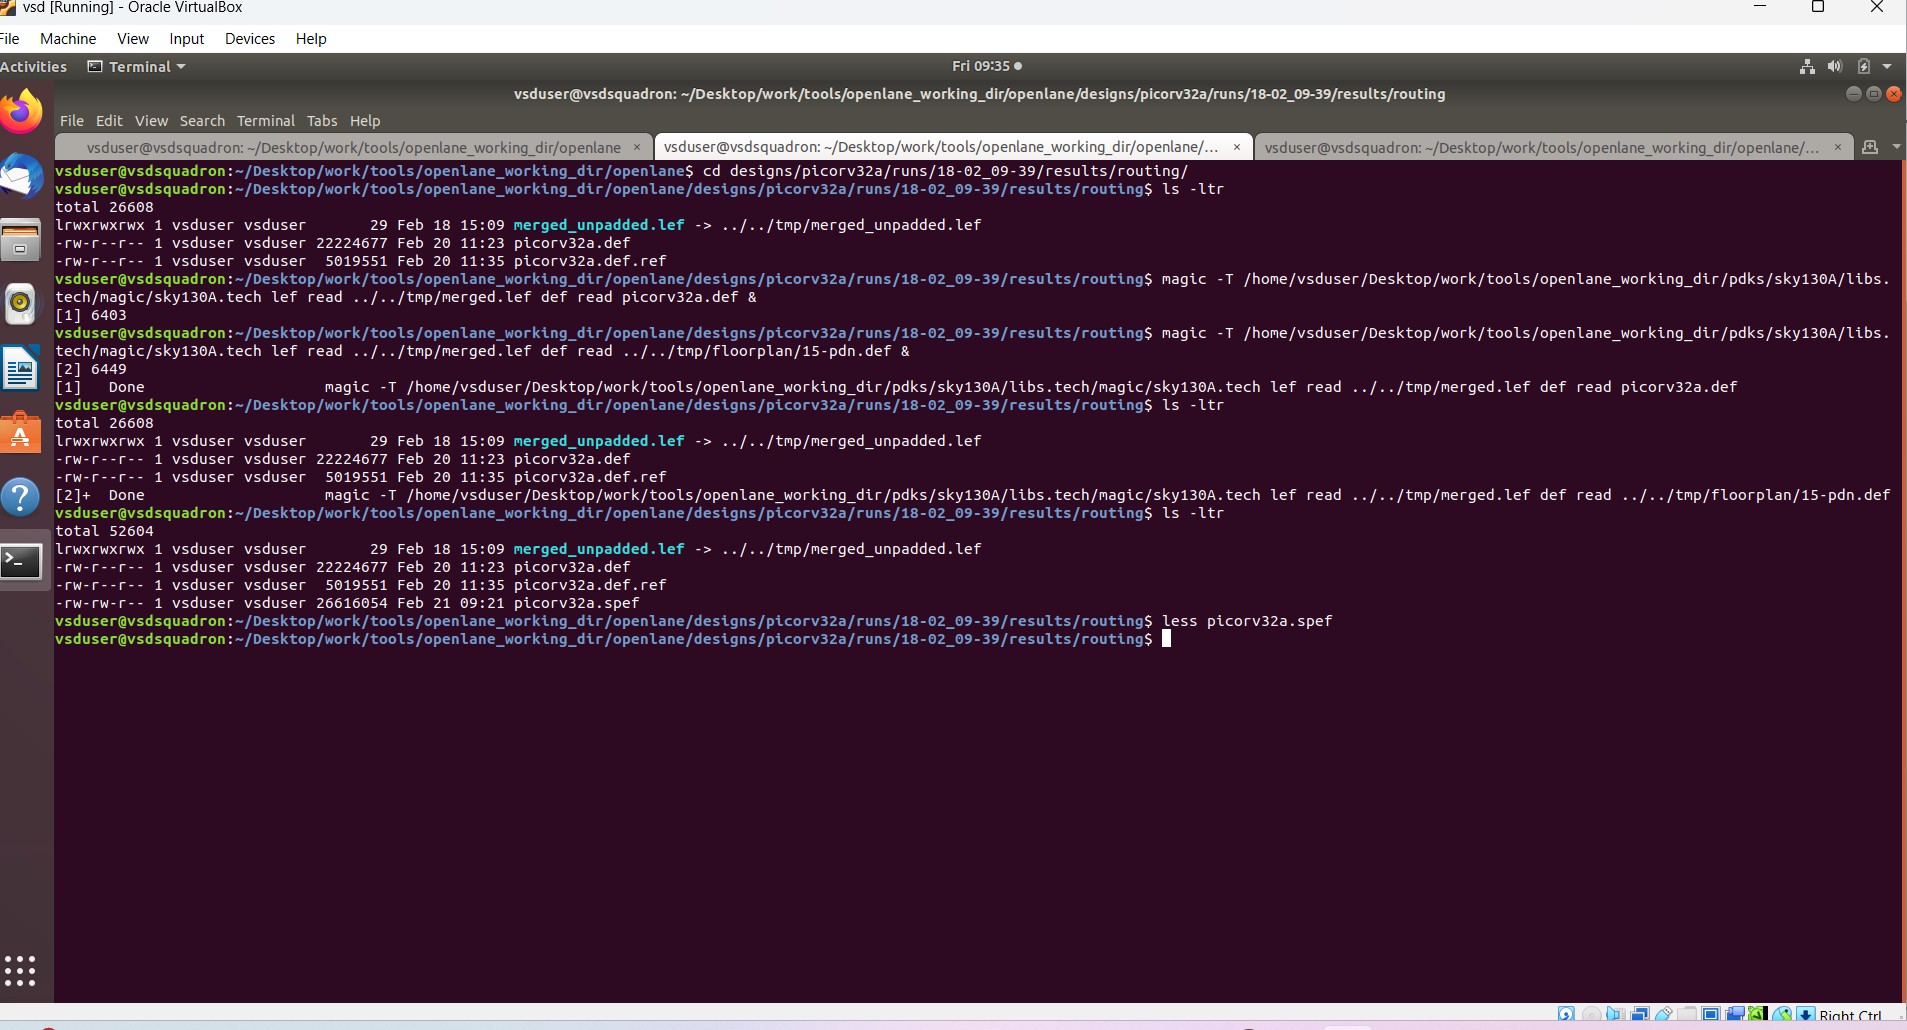 vsd [Running] - Oracle VirtualBox
File Machine View Input Devices Help
Activities Terminal Fri 09:35
vsduser@vsdsquadron: ~/Desktop/work/tools/openlane_working_dir/openlane/designs/picorv32a/runs/18-02_09-39/results/routing
File Edit View Search Terminal Tabs Help
vsduser@vsdsquadron: ~/Desktop/work/tools/openlane_working_dir/openlane × vsduser@vsdsquadron: ~/Desktop/work/tools/openlane_working_dir/openlane/... × vsduser@vsdsquadron: ~/Desktop/work/tools/openlane_working_dir/openlane/... ×
vsduser@vsdsquadron:~/Desktop/work/tools/openlane_working_dir/openlane$ cd designs/picorv32a/runs/18-02_09-39/results/routing/
vsduser@vsdsquadron:~/Desktop/work/tools/openlane_working_dir/openlane/designs/picorv32a/runs/18-02_09-39/results/routing$ ls -ltr
total 26608
lrwxrwxrwx 1 vsduser vsduser       29 Feb 18 15:09 merged_unpadded.lef -> ../../tmp/merged_unpadded.lef
-rw-r--r-- 1 vsduser vsduser 22224677 Feb 20 11:23 picorv32a.def
-rw-r--r-- 1 vsduser vsduser  5019551 Feb 20 11:35 picorv32a.def.ref
vsduser@vsdsquadron:~/Desktop/work/tools/openlane_working_dir/openlane/designs/picorv32a/runs/18-02_09-39/results/routing$ magic -T /home/vsduser/Desktop/work/tools/openlane_working_dir/pdks/sky130A/libs.
tech/magic/sky130A.tech lef read ../../tmp/merged.lef def read picorv32a.def &
[1] 6403
vsduser@vsdsquadron:~/Desktop/work/tools/openlane_working_dir/openlane/designs/picorv32a/runs/18-02_09-39/results/routing$ magic -T /home/vsduser/Desktop/work/tools/openlane_working_dir/pdks/sky130A/libs.
tech/magic/sky130A.tech lef read ../../tmp/merged.lef def read ../../tmp/floorplan/15-pdn.def &
[2] 6449
[1]   Done                    magic -T /home/vsduser/Desktop/work/tools/openlane_working_dir/pdks/sky130A/libs.tech/magic/sky130A.tech lef read ../../tmp/merged.lef def read picorv32a.def
vsduser@vsdsquadron:~/Desktop/work/tools/openlane_working_dir/openlane/designs/picorv32a/runs/18-02_09-39/results/routing$ ls -ltr
total 26608
lrwxrwxrwx 1 vsduser vsduser       29 Feb 18 15:09 merged_unpadded.lef -> ../../tmp/merged_unpadded.lef
-rw-r--r-- 1 vsduser vsduser 22224677 Feb 20 11:23 picorv32a.def
-rw-r--r-- 1 vsduser vsduser  5019551 Feb 20 11:35 picorv32a.def.ref
[2]+  Done                    magic -T /home/vsduser/Desktop/work/tools/openlane_working_dir/pdks/sky130A/libs.tech/magic/sky130A.tech lef read ../../tmp/merged.lef def read ../../tmp/floorplan/15-pdn.def
vsduser@vsdsquadron:~/Desktop/work/tools/openlane_working_dir/openlane/designs/picorv32a/runs/18-02_09-39/results/routing$ ls -ltr
total 52604
lrwxrwxrwx 1 vsduser vsduser       29 Feb 18 15:09 merged_unpadded.lef -> ../../tmp/merged_unpadded.lef
-rw-r--r-- 1 vsduser vsduser 22224677 Feb 20 11:23 picorv32a.def
-rw-r--r-- 1 vsduser vsduser  5019551 Feb 20 11:35 picorv32a.def.ref
-rw-rw-r-- 1 vsduser vsduser 26616054 Feb 21 09:21 picorv32a.spef
vsduser@vsdsquadron:~/Desktop/work/tools/openlane_working_dir/openlane/designs/picorv32a/runs/18-02_09-39/results/routing$ less picorv32a.spef
vsduser@vsdsquadron:~/Desktop/work/tools/openlane_working_dir/openlane/designs/picorv32a/runs/18-02_09-39/results/routing$
Right Ctrl